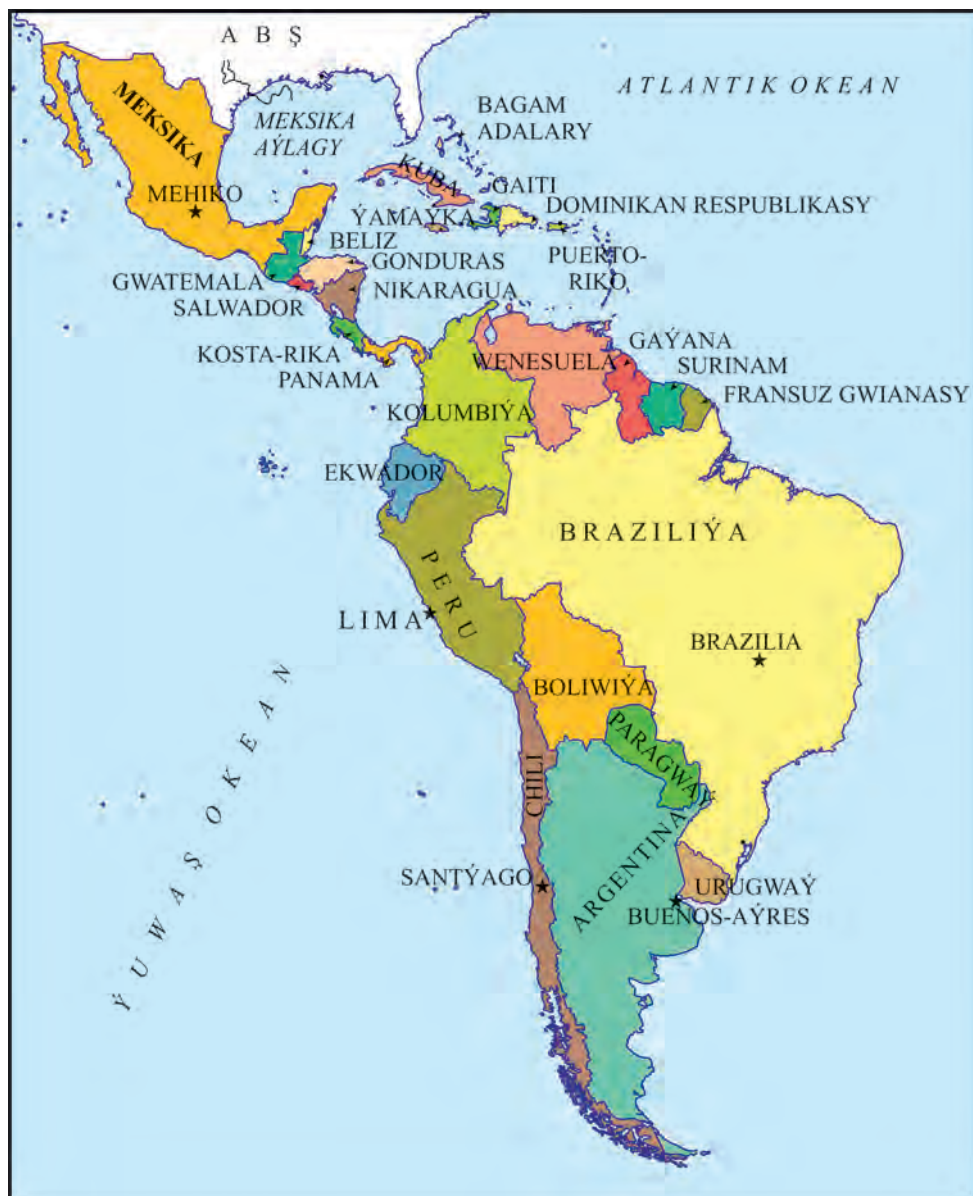 A B Ş
ATLANTIK OKEAN
MEKSIKA
MEKSIKA
AÝLAGY
BAGAM
ADALARY
MEHIKO
KUBA
GAITI
ÝAMAÝKA
DOMINIKAN RESPUBLIKASY
BELIZ
PUERTO-
RIKO
GONDURAS
GWATEMALA
NIKARAGUA
SALWADOR
KOSTA-RIKA
PANAMA
WENESUELA
GAÝANA
SURINAM
FRANSUZ GWIANASY
KOLUMBIÝA
EKWADOR
BRAZILIÝA
PERU
LIMA
BRAZILIA
BOLIWIÝA
PARAGWAÝ
CHILI
ARGENTINA
SANTÝAGO
URUGWAÝ
BUENOS-AÝRES
ÝUWAŞ OKEAN